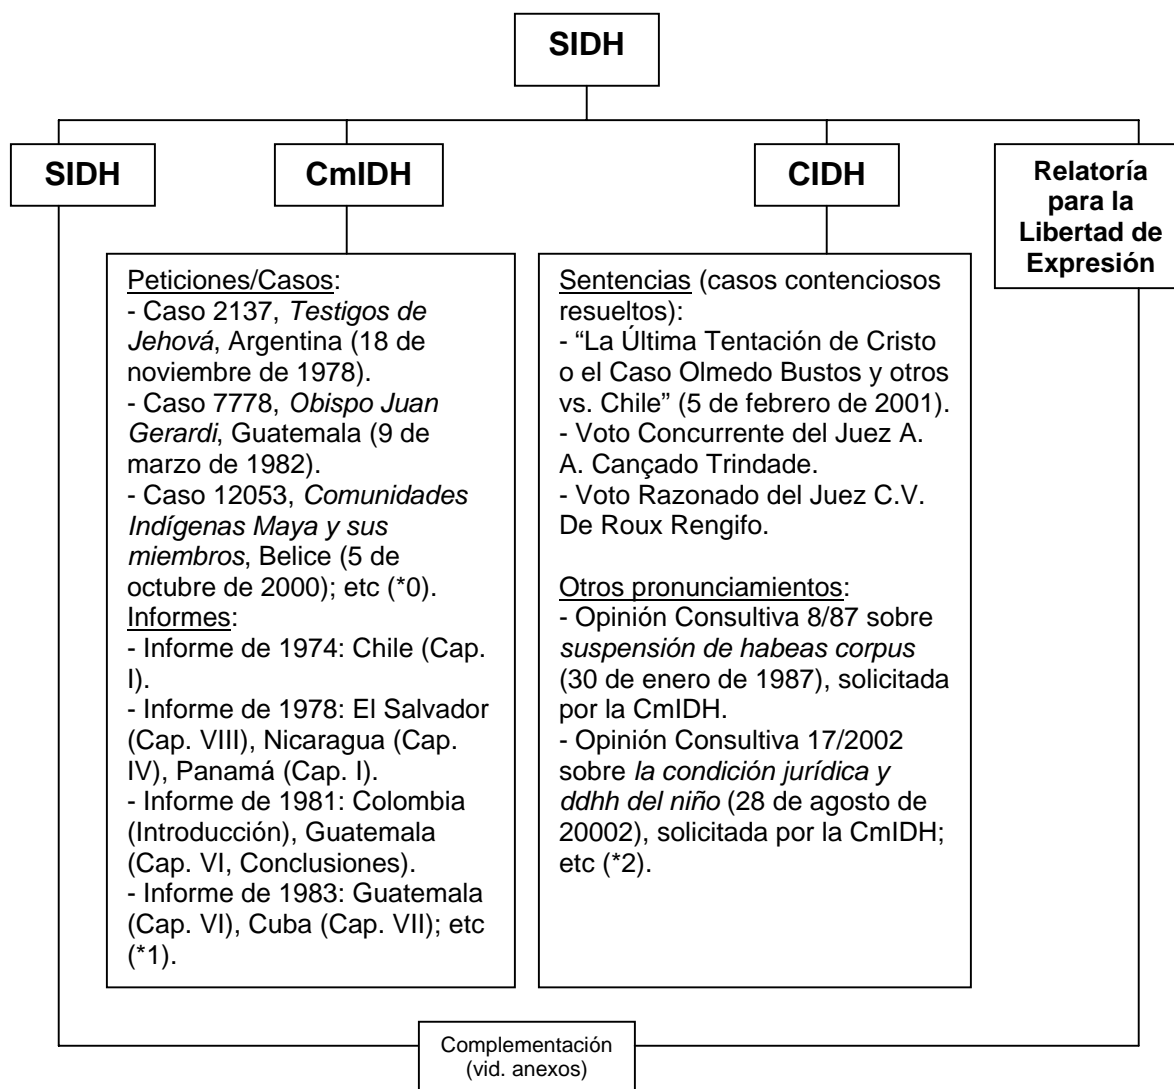 SIDH
SIDH
CmIDH
CIDH
Relatoría
para la
Libertad de
Expresión
Peticiones/Casos:
- Caso 2137, Testigos de
Jehová, Argentina (18 de
noviembre de 1978).
- Caso 7778, Obispo Juan
Gerardi, Guatemala (9 de
marzo de 1982).
- Caso 12053, Comunidades
Indígenas Maya y sus
miembros, Belice (5 de
octubre de 2000); etc (*0).
Informes:
- Informe de 1974: Chile (Cap.
I).
- Informe de 1978: El Salvador
(Cap. VIII), Nicaragua (Cap.
IV), Panamá (Cap. I).
- Informe de 1981: Colombia
(Introducción), Guatemala
(Cap. VI, Conclusiones).
- Informe de 1983: Guatemala
(Cap. VI), Cuba (Cap. VII); etc
(*1).
Sentencias (casos contenciosos
resueltos):
- “La Última Tentación de Cristo
o el Caso Olmedo Bustos y otros
vs. Chile” (5 de febrero de 2001).
- Voto Concurrente del Juez A.
A. Cançado Trindade.
- Voto Razonado del Juez C.V.
De Roux Rengifo.
Otros pronunciamientos:
- Opinión Consultiva 8/87 sobre
suspensión de habeas corpus
(30 de enero de 1987), solicitada
por la CmIDH.
- Opinión Consultiva 17/2002
sobre la condición jurídica y
ddhh del niño (28 de agosto de
20002), solicitada por la CmIDH;
etc (*2).
Complementación
(vid. anexos)